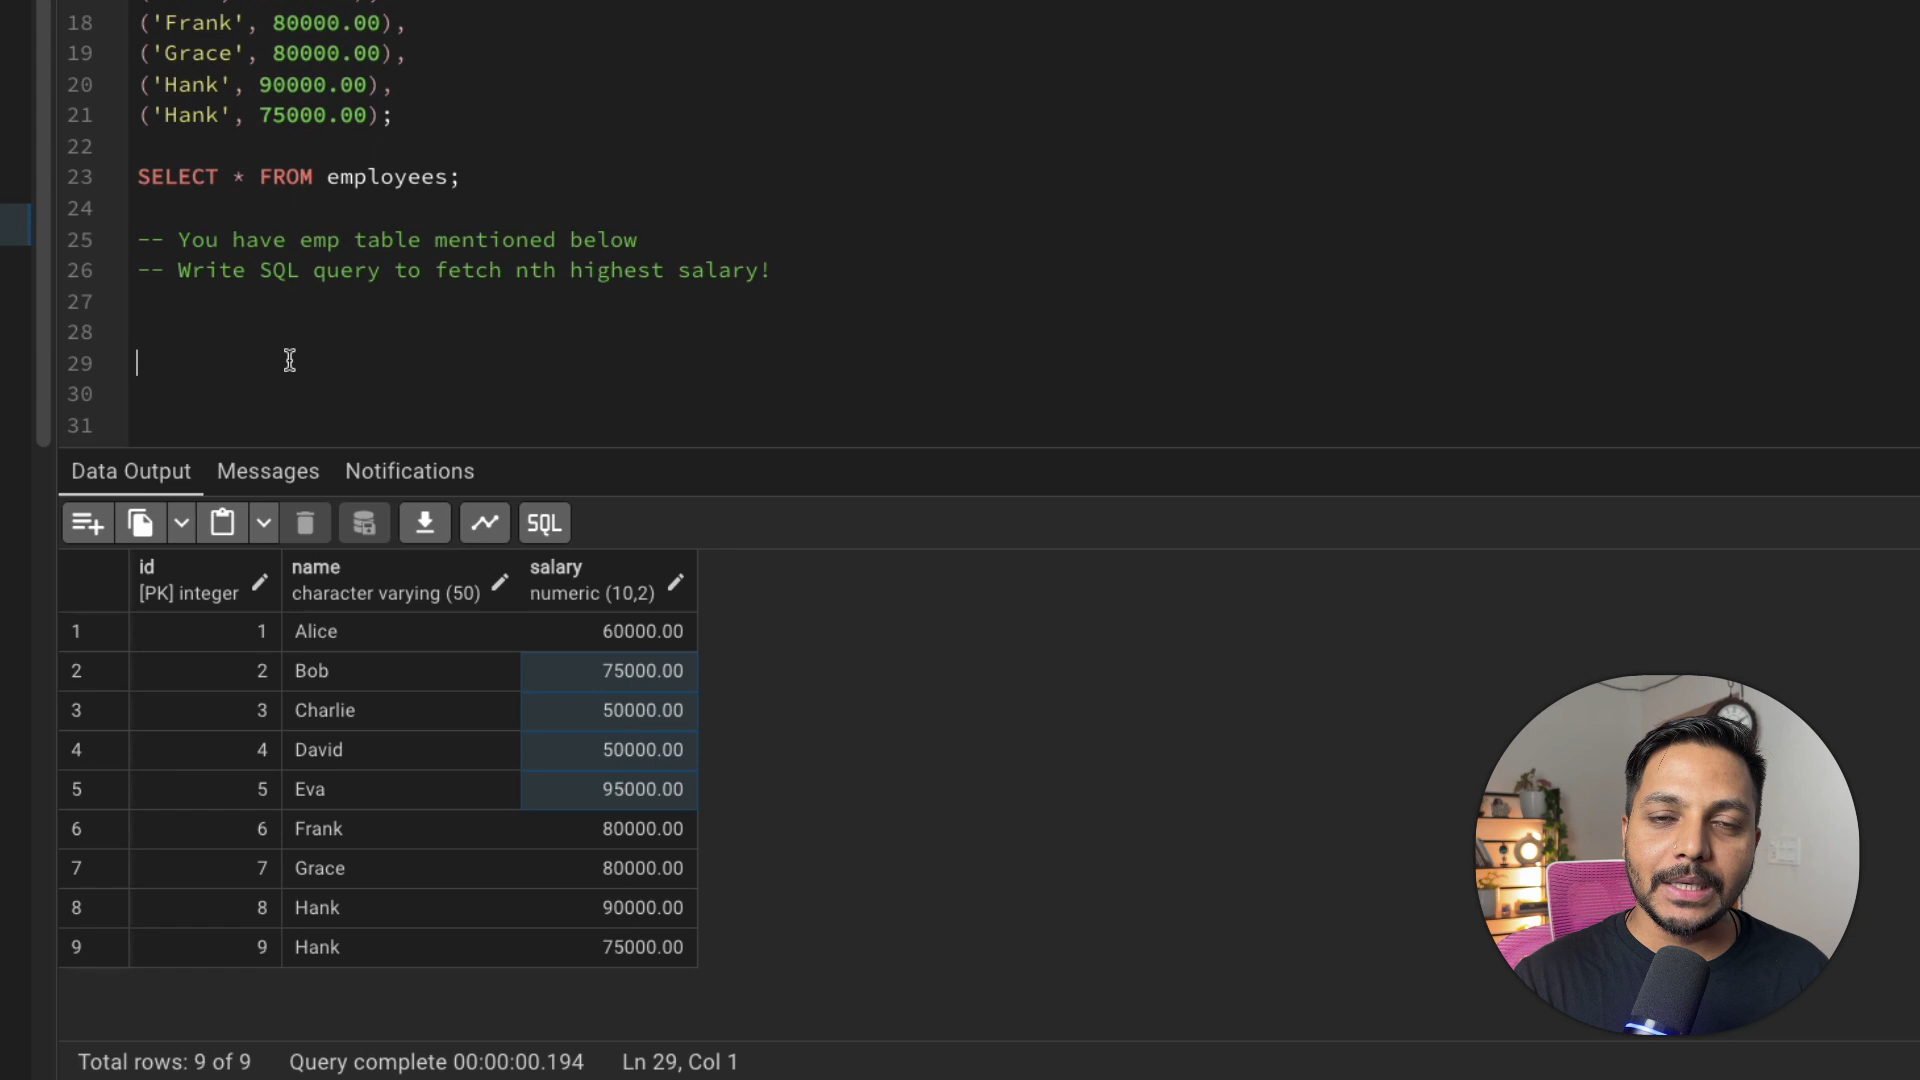 18 ('Frank', 80000.00),
19 ('Grace', 80000.00),
20 ('Hank', 90000.00),
21 ('Hank', 75000.00);
22
23 SELECT * FROM employees;
24
25 -- You have emp table mentioned below
26 -- Write SQL query to fetch nth highest salary!
27
28
29
30
31
Data Output Messages Notifications
SQL
id name salary
[PK] integer character varying (50) numeric (10,2)
1 1 Alice 60000.00
2 2 Bob 75000.00
3 3 Charlie 50000.00
4 4 David 50000.00
5 5 Eva 95000.00
6 6 Frank 80000.00
7 7 Grace 80000.00
8 8 Hank 90000.00
9 9 Hank 75000.00
Total rows: 9 of 9 Query complete 00:00:00.194 Ln 29, Col 1